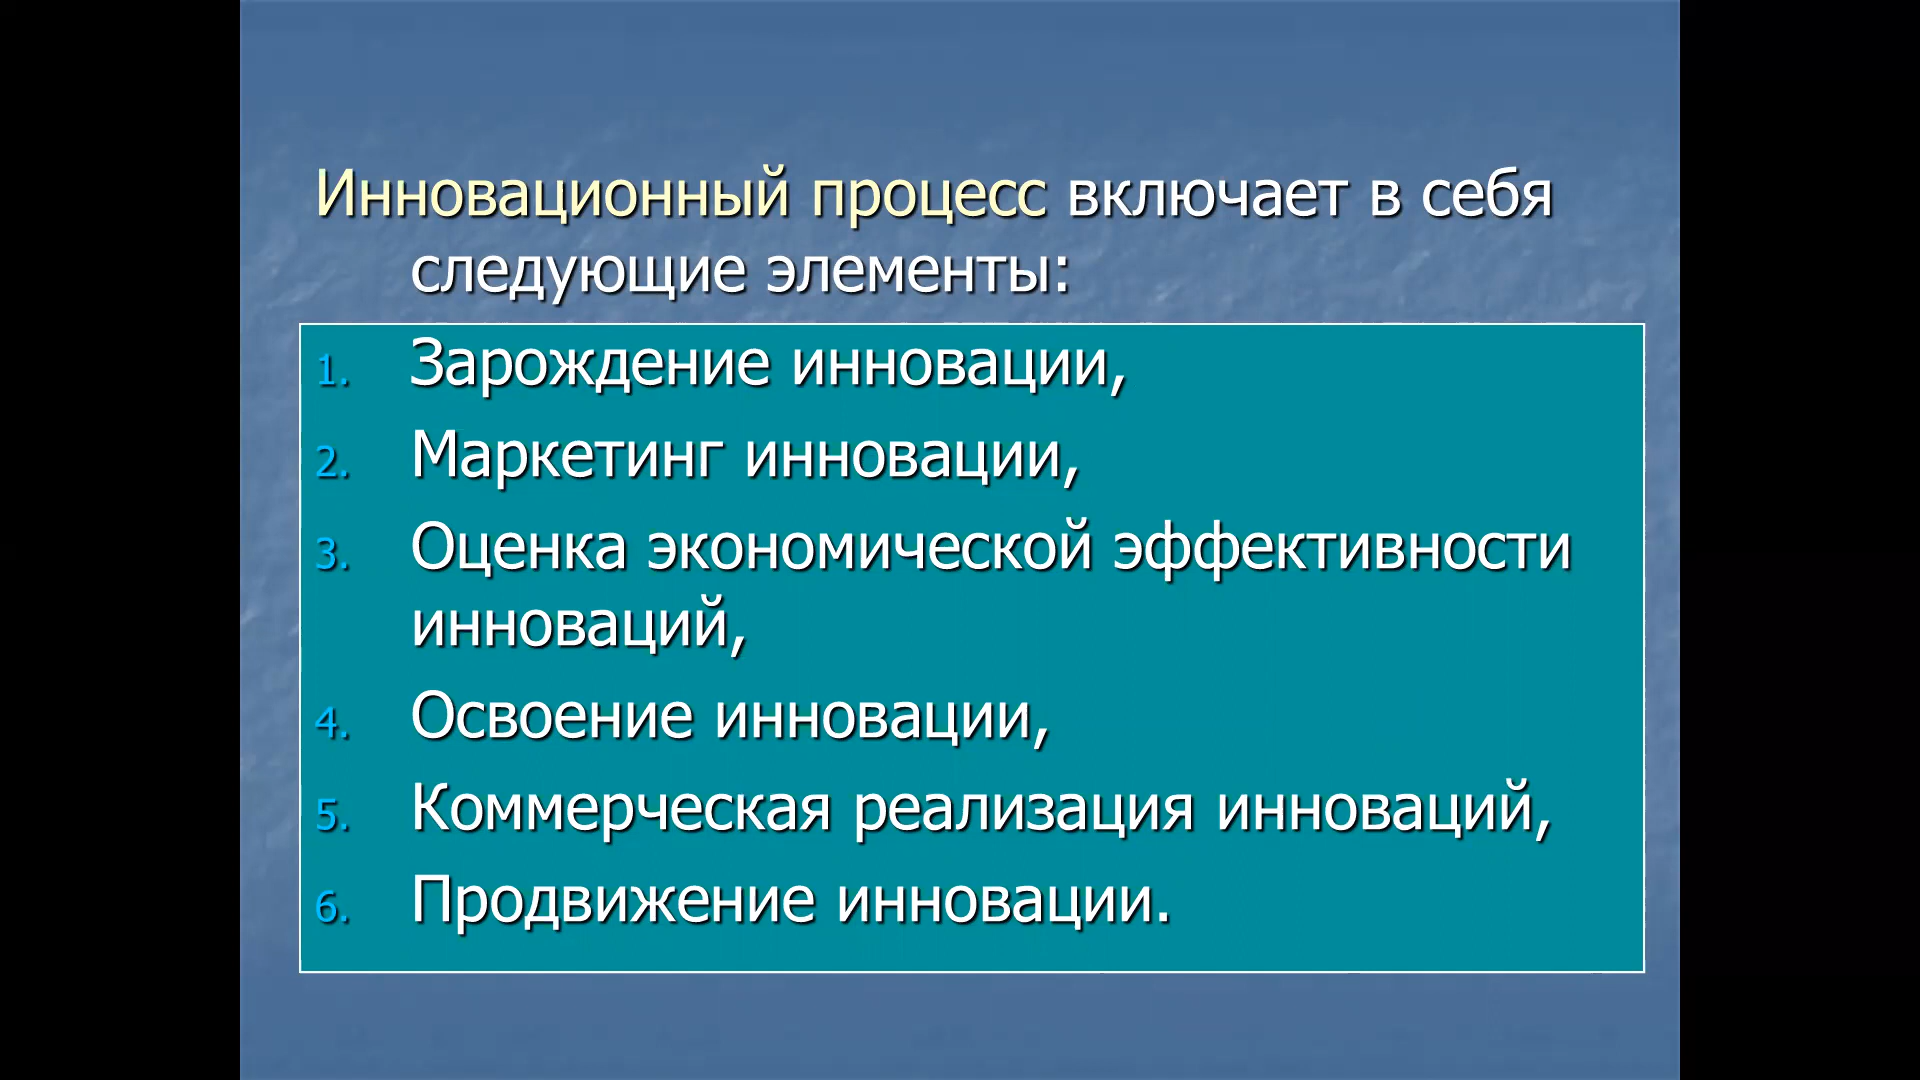 Инновационный процесс включает в себя
следующие элементы:
1. Зарождение инновации,
2. Маркетинг инновации,
3. Оценка экономической эффективности
инноваций,
4. Освоение инновации,
5. Коммерческая реализация инноваций,
6. Продвижение инновации.